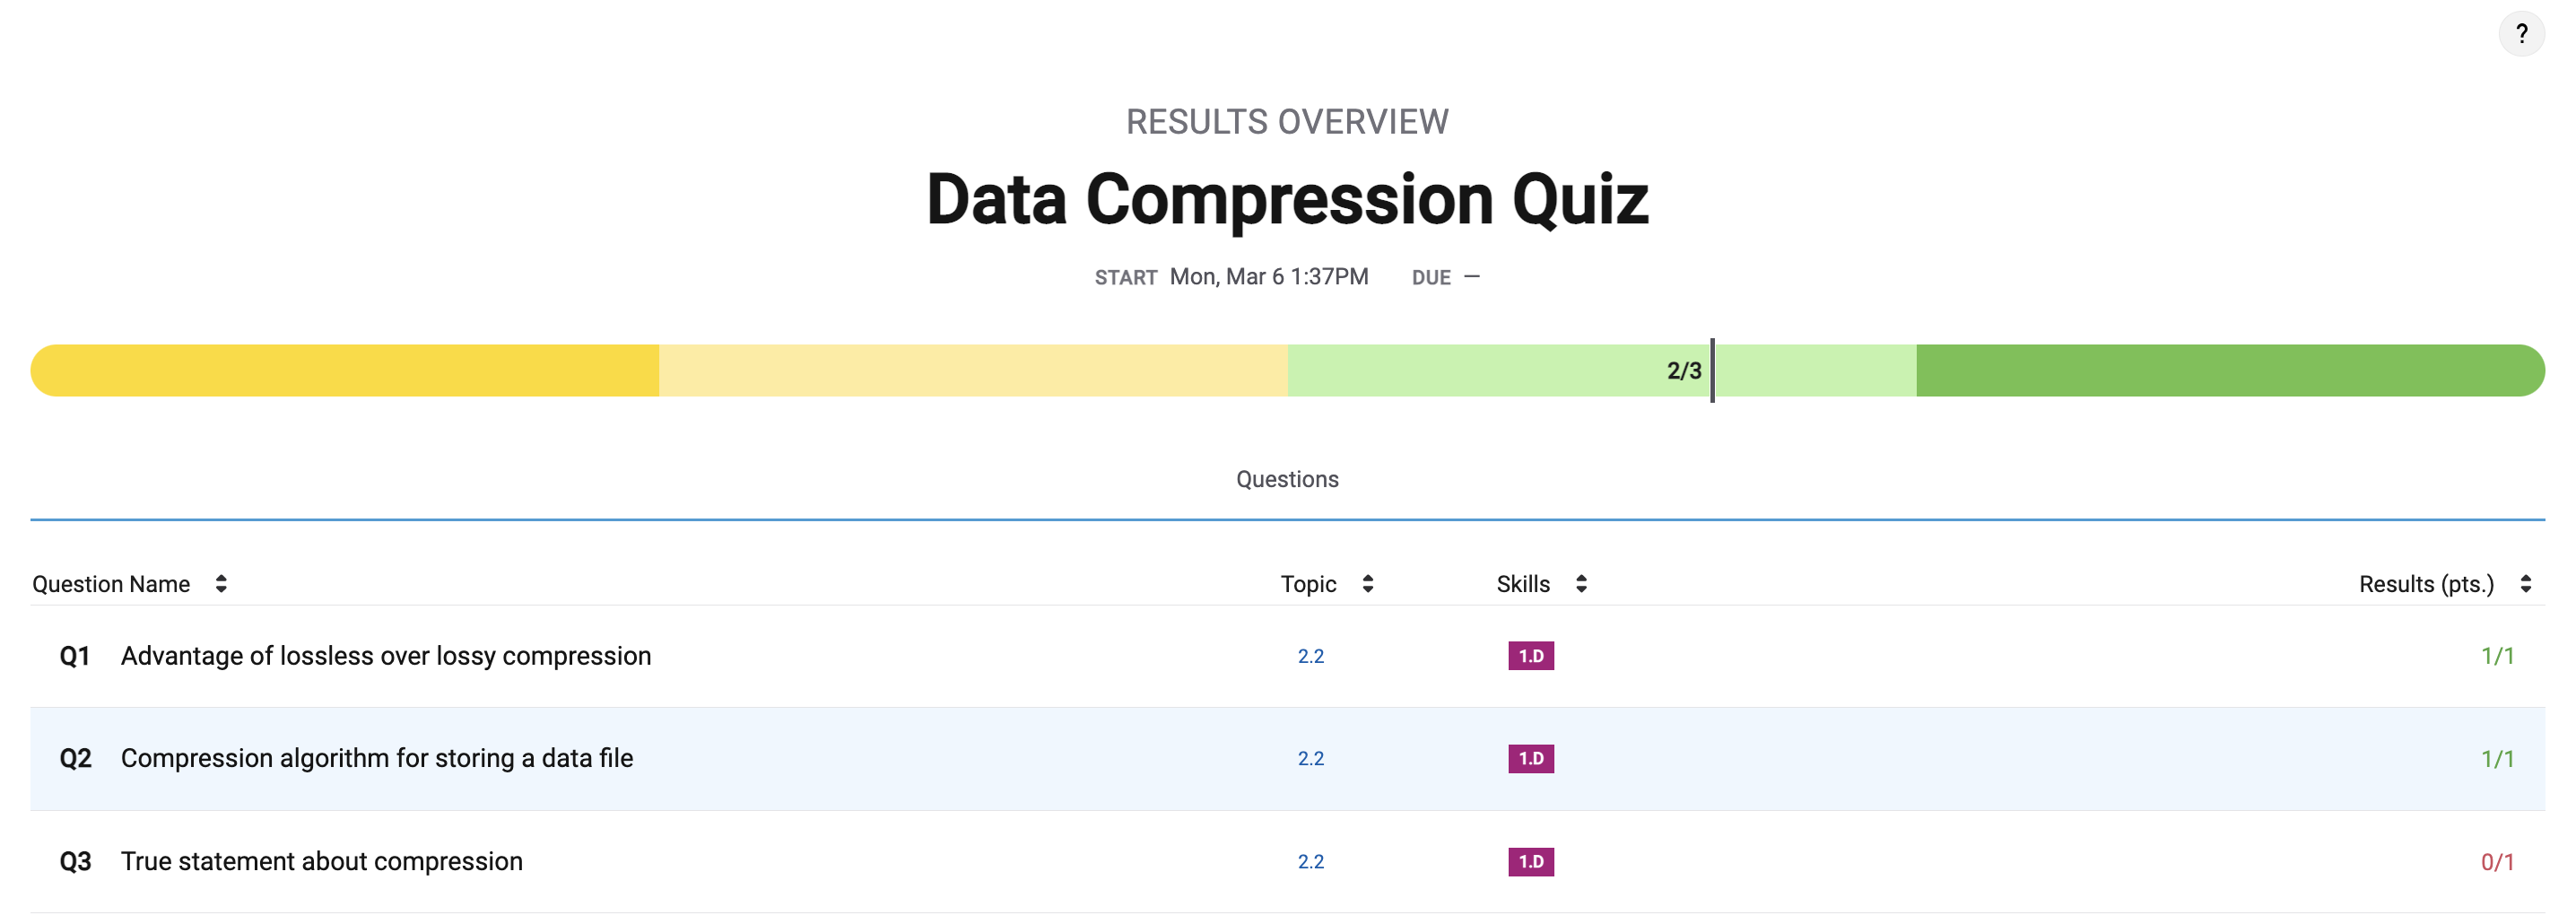 ?
RESULTS OVERVIEW
Data Compression Quiz
START Mon, Mar 6 1:37PM DUE —
2/3
Questions
Question Name Topic Skills Results (pts.)
Q1 Advantage of lossless over lossy compression 2.2 1.D 1/1
Q2 Compression algorithm for storing a data file 2.2 1.D 1/1
Q3 True statement about compression 2.2 1.D 0/1